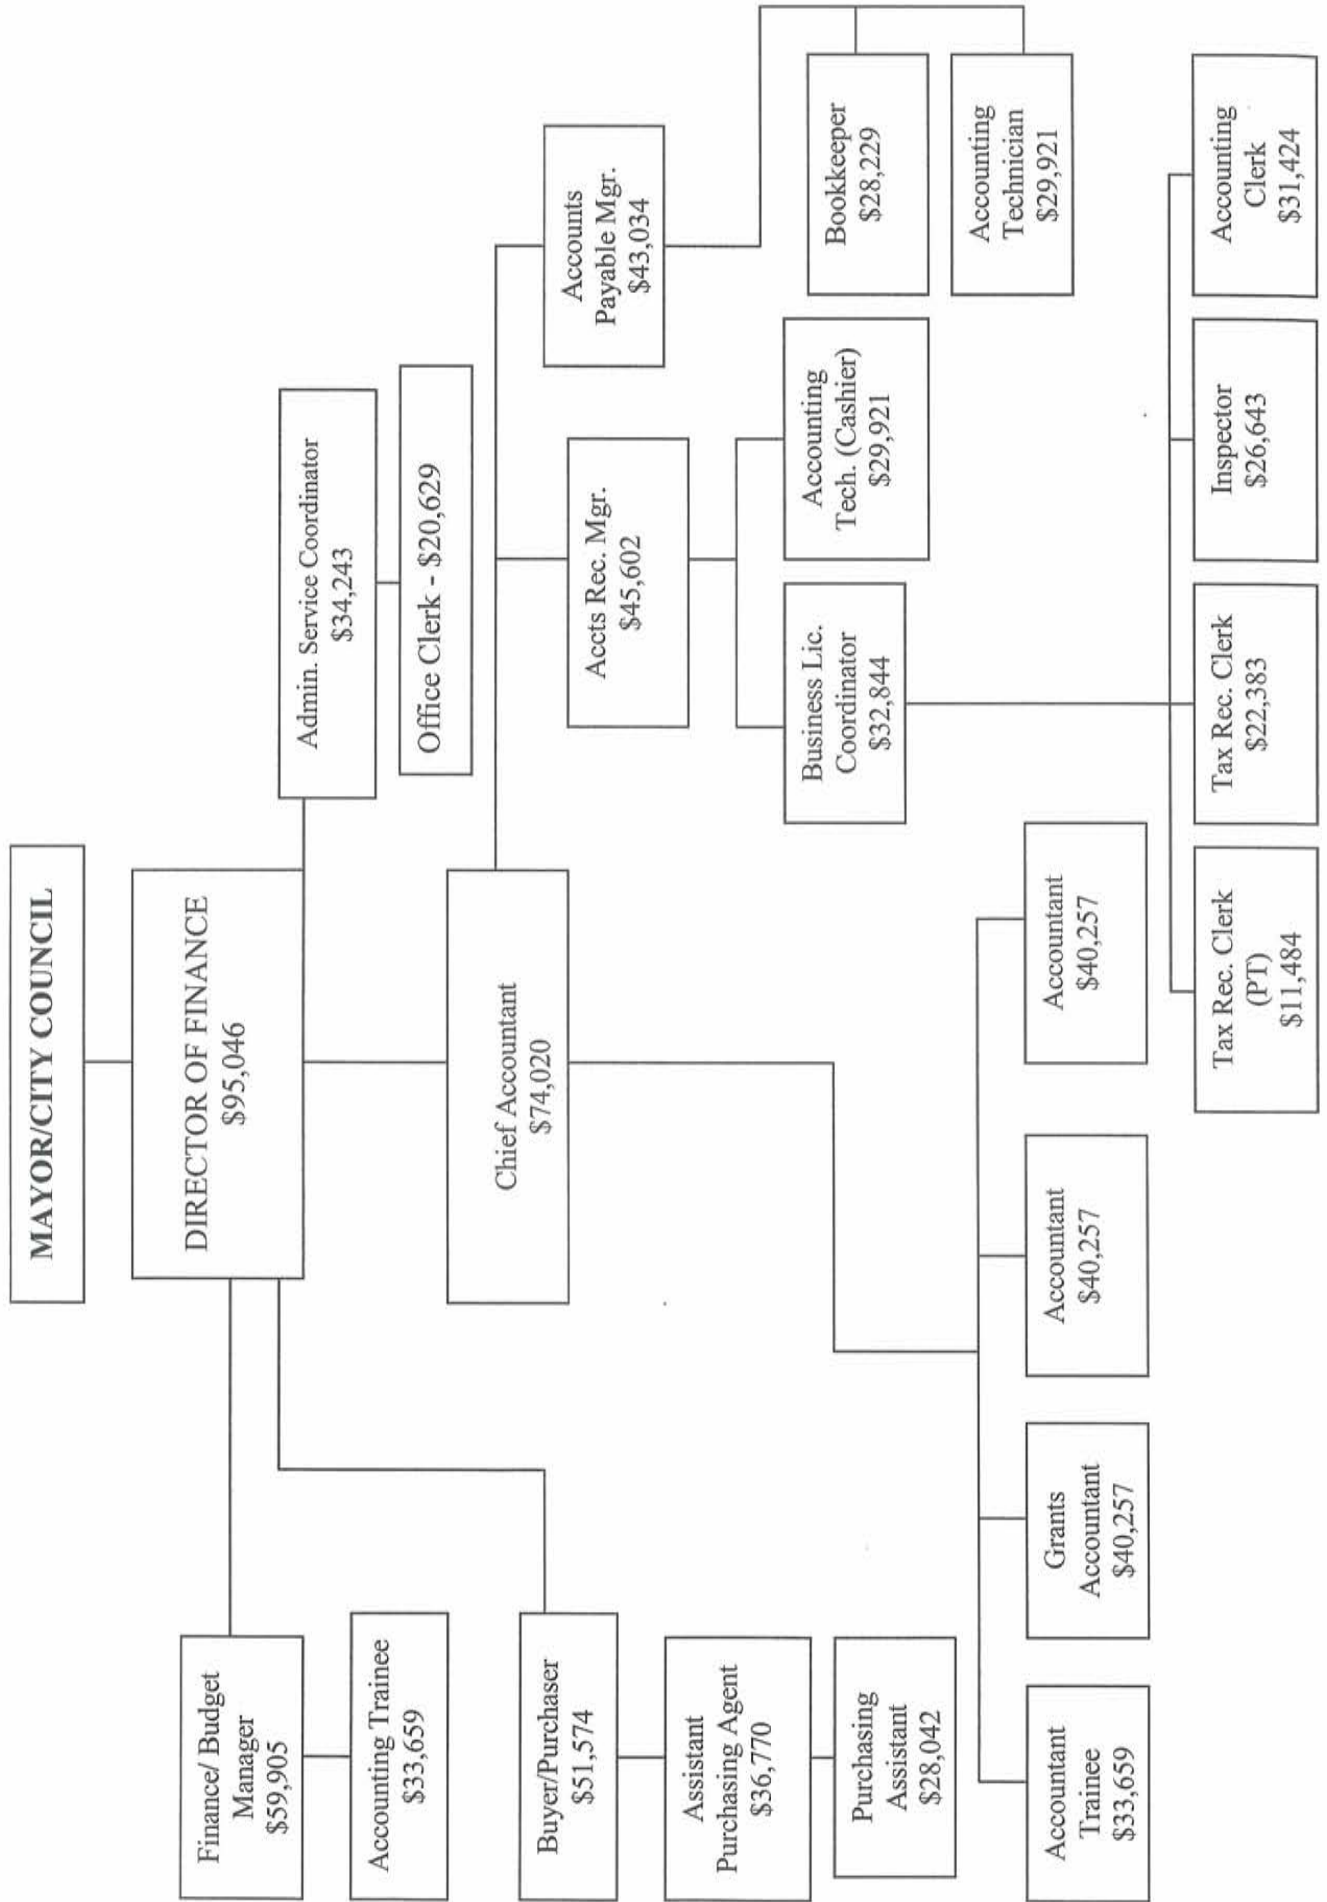 MAYOR/CITY COUNCIL
DIRECTOR OF FINANCE
$95,046
Finance/ Budget
Manager
$59,905
Accounting Trainee
$33,659
Admin. Service Coordinator
$34,243
Office Clerk - $20,629
Buyer/Purchaser
$51,574
Assistant
Purchasing Agent
$36,770
Purchasing
Assistant
$28,042
Chief Accountant
$74,020
Accts Rec. Mgr.
$45,602
Accounts
Payable Mgr.
$43,034
Business Lic.
Coordinator
$32,844
Accounting
Tech. (Cashier)
$29,921
Bookkeeper
$28,229
Accounting
Technician
$29,921
Accountant
Trainee
$33,659
Grants
Accountant
$40,257
Accountant
$40,257
Accountant
$40,257
Tax Rec. Clerk
(PT)
$11,484
Tax Rec. Clerk
$22,383
Inspector
$26,643
Accounting
Clerk
$31,424